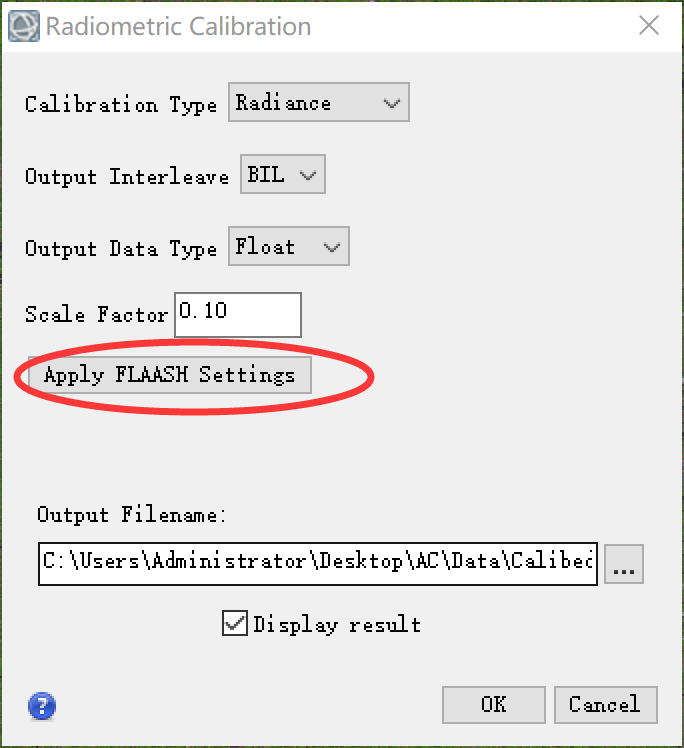 Radiometric Calibration
Calibration Type Radiance
Output Interleave BIL
Output Data Type Float
Scale Factor 0.10
Apply FLAASH Settings
Output Filename:
C:\Users\Administrator\Desktop\AC\Data\Calibec
...
Display result
?
OK Cancel